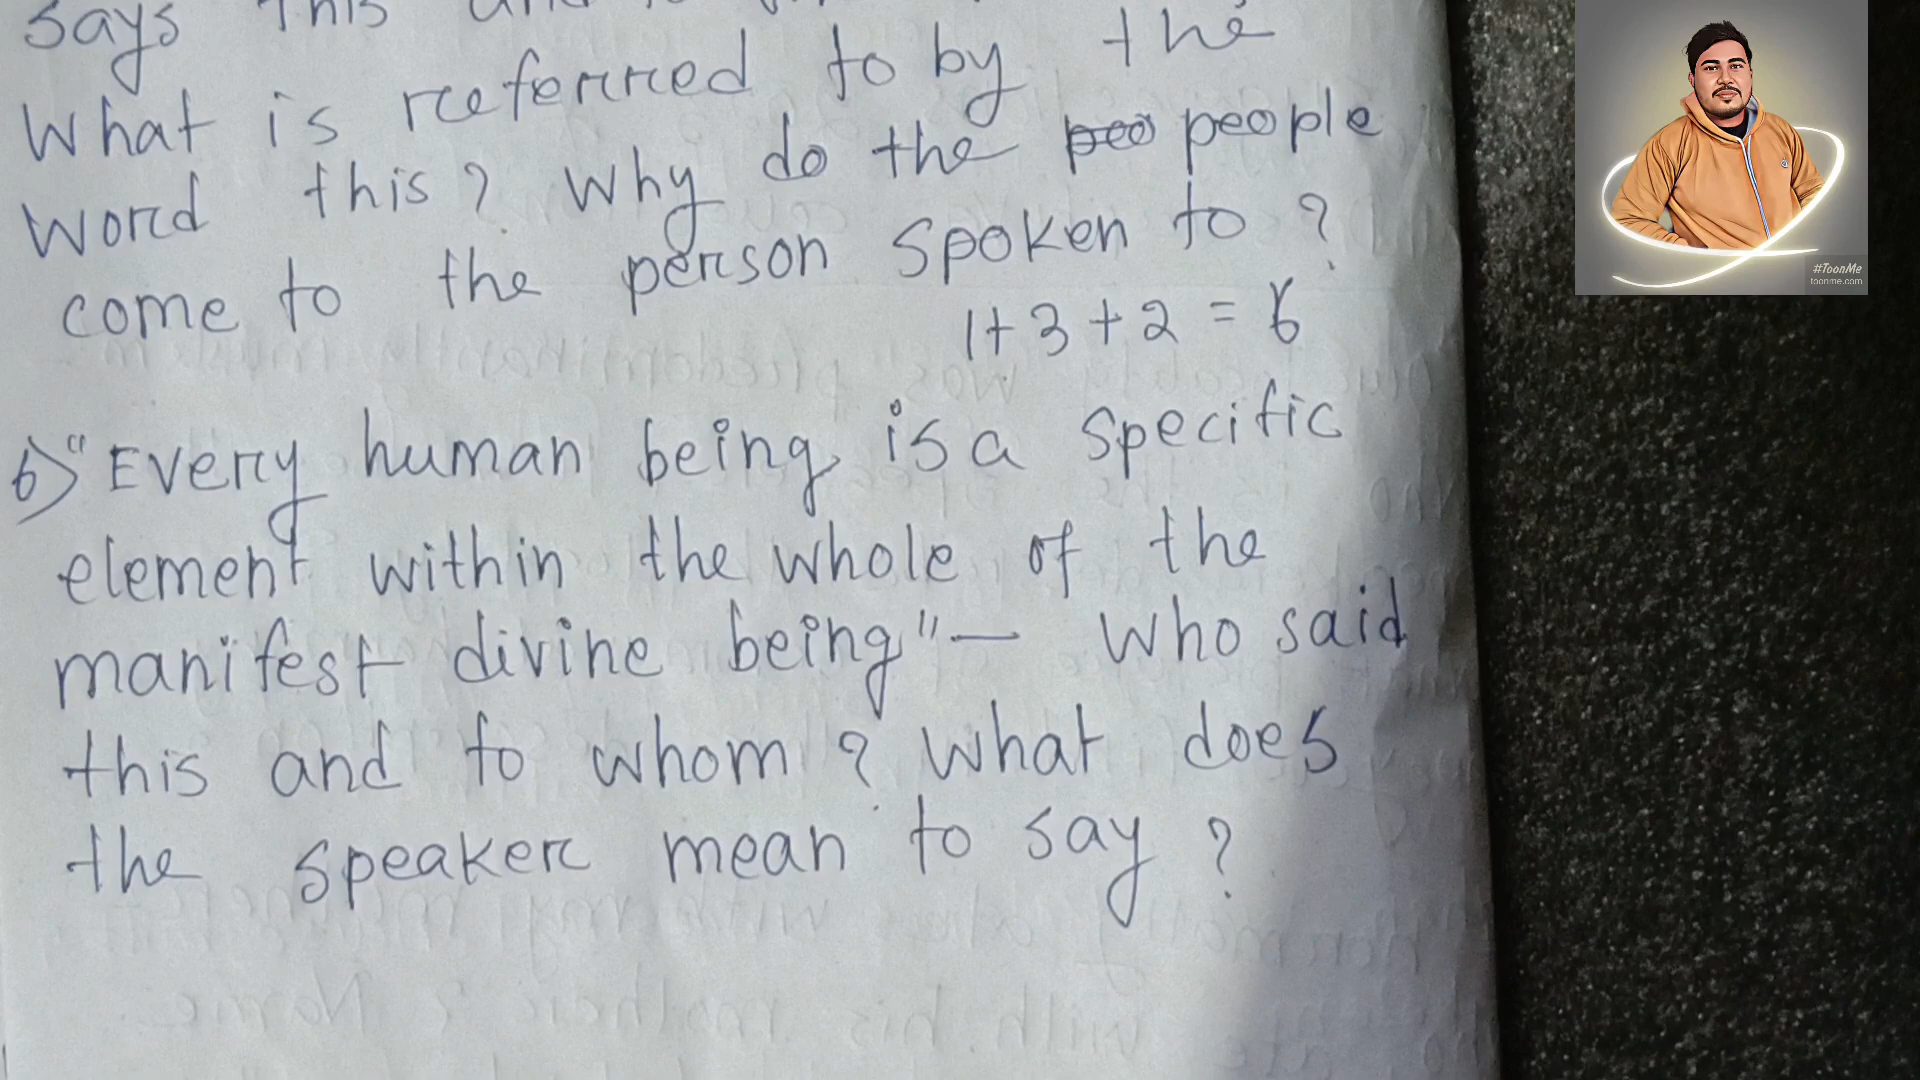 says this
What is referred to by the
word this? Why do the peo people
come to the person spoken to?
1+3+2=6
6) "Every human being is a specific
element within the whole of the
manifest divine being" — Who said
this and to whom? What does
the speaker mean to say?
#ToonMe
toonme.com